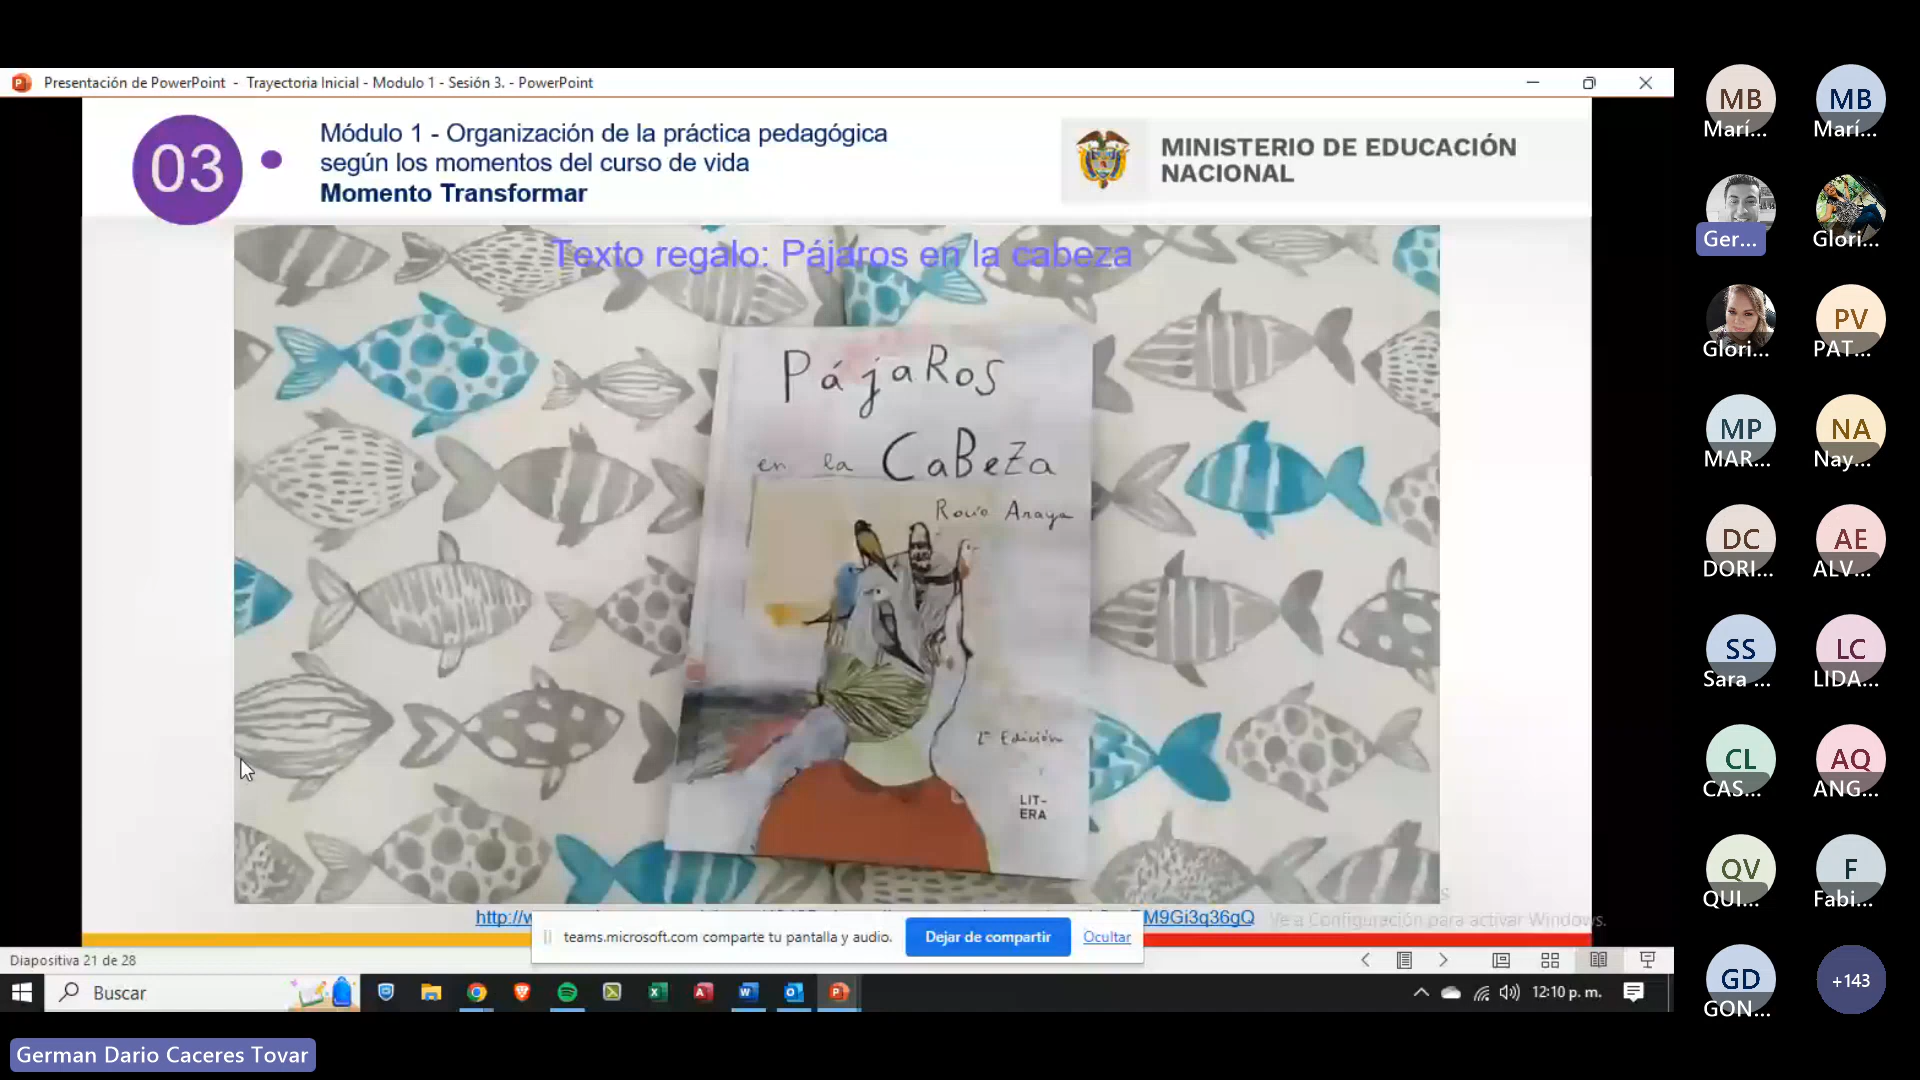 Presentación de PowerPoint - Trayectoria Inicial - Modulo 1 - Sesión 3. - PowerPoint
03
Módulo 1 - Organización de la práctica pedagógica
según los momentos del curso de vida
Momento Transformar
MINISTERIO DE EDUCACIÓN
NACIONAL
Texto regalo: Pájaros en la cabeza
PájaRos
en la CaBeZa
Rocío Araya
2ª Edición
LIT-
ERA
http://w
M9Gi3q36gQ
Ve a Configuración para activar Windows.
teams.microsoft.com comparte tu pantalla y audio.
Dejar de compartir
Ocultar
Diapositiva 21 de 28
Buscar
12:10 p. m.
German Dario Caceres Tovar
MB
Marí...
MB
Marí...
Ger...
Glori...
Glori...
PV
PAT...
MP
MAR...
NA
Nay...
DC
DORI...
AE
ALV...
SS
Sara ...
LC
LIDA...
CL
CAS...
AQ
ANG...
QV
QUI...
F
Fabi...
GD
GON...
+143